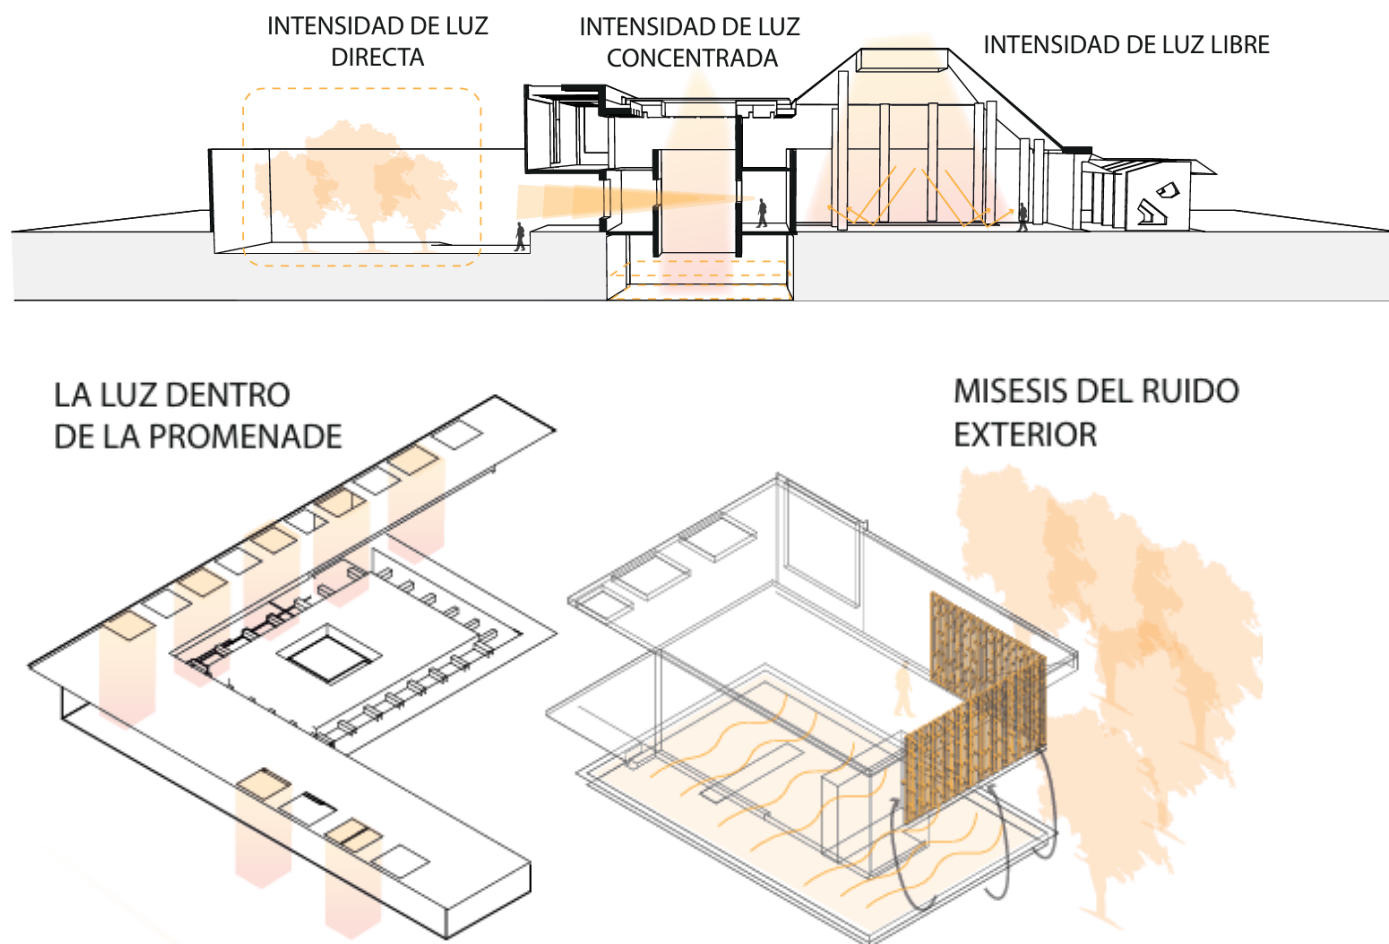 INTENSIDAD DE LUZ
DIRECTA
INTENSIDAD DE LUZ
CONCENTRADA
INTENSIDAD DE LUZ LIBRE
LA LUZ DENTRO
DE LA PROMENADE
MISESIS DEL RUIDO
EXTERIOR